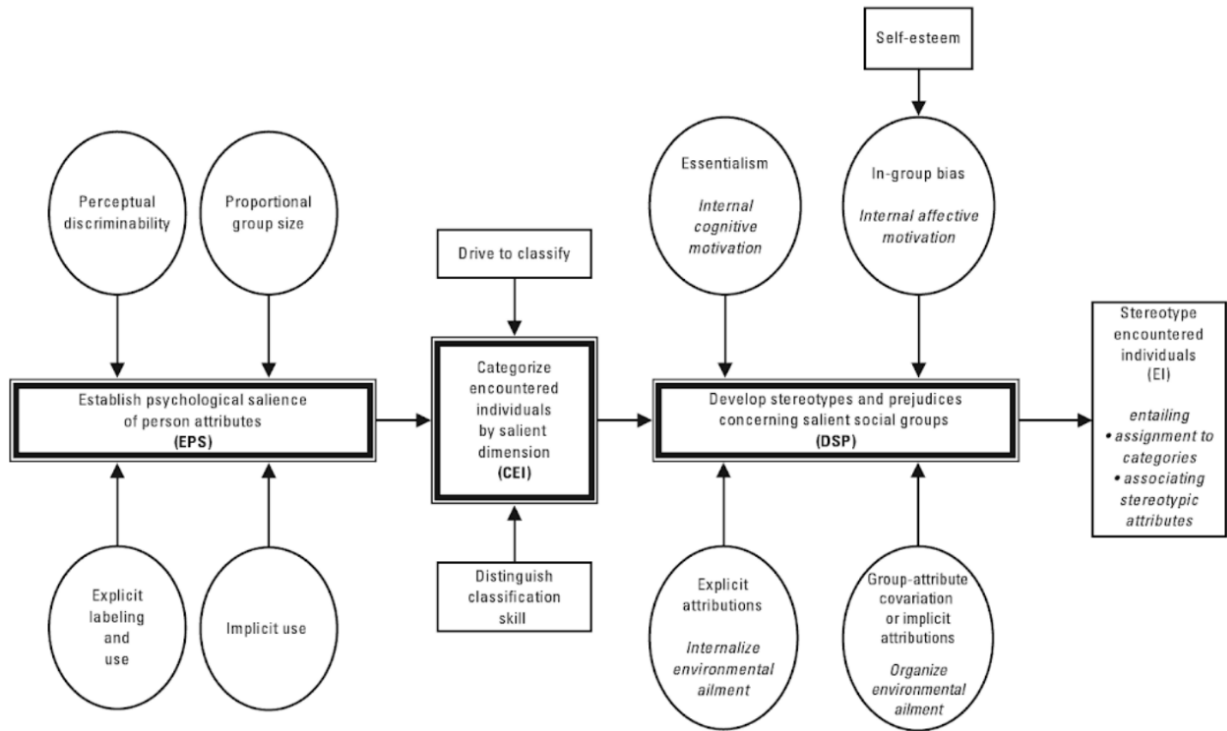 Self-esteem
Perceptual
discriminability
Proportional
group size
Essentialism
Internal
cognitive
motivation
In-group bias
Internal affective
motivation
Drive to classify
Establish psychological salience
of person attributes
(EPS)
Categorize
encountered
individuals
by salient
dimension
(CEI)
Develop stereotypes and prejudices
concerning salient social groups
(DSP)
Stereotype
encountered
individuals
(EI)
entailing
• assignment to
categories
• associating
stereotypic
attributes
Explicit
labeling
and
use
Implicit use
Distinguish
classification
skill
Explicit
attributions
Internalize
environmental
ailment
Group-attribute
covariation
or implicit
attributions
Organize
environmental
ailment